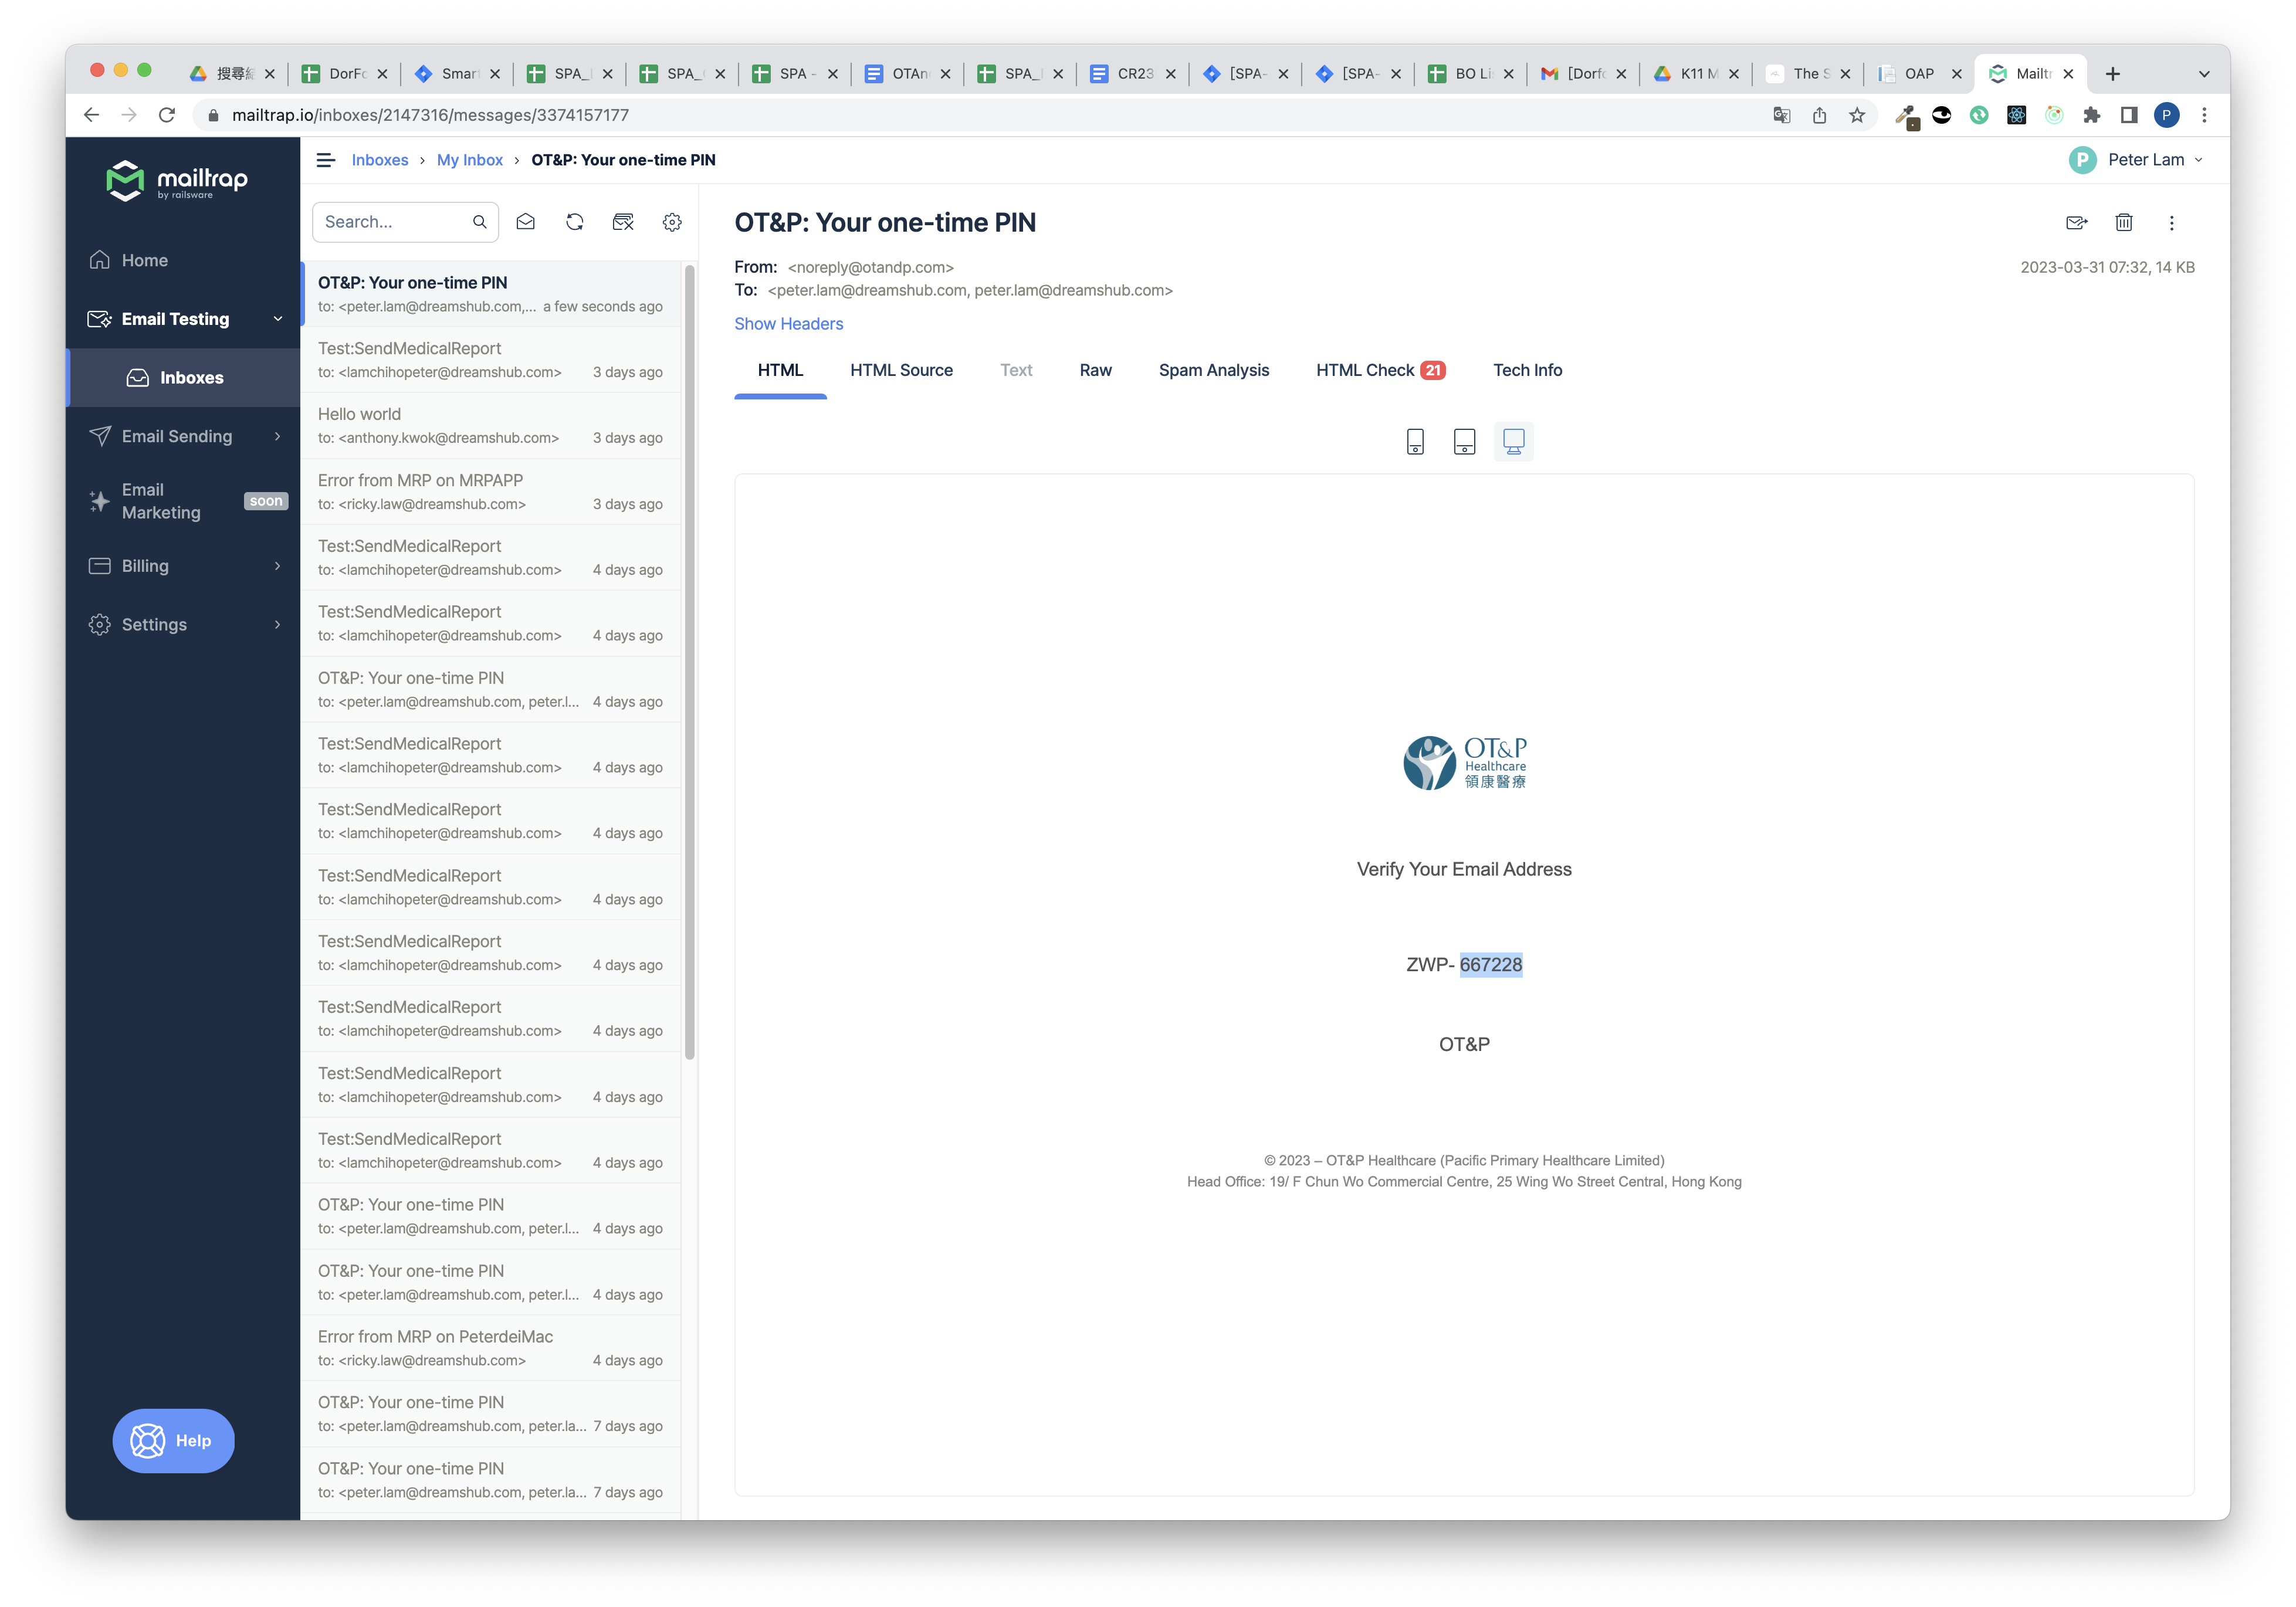 搜尋結
DorFo
Smart
SPA_
SPA_
SPA -
OTAn
SPA_
CR23
[SPA-
[SPA-
BO Li
[Dorfo
K11 M
The S
OAP
Mailtr
mailtrap.io/inboxes/2147316/messages/3374157177
P
mailtrap
by railsware
Home
Email Testing
Inboxes
Email Sending
Email
Marketing
soon
Billing
Settings
Help
Inboxes › My Inbox › OT&P: Your one-time PIN
P Peter Lam
Search...
OT&P: Your one-time PIN
to: <peter.lam@dreamshub.com,... a few seconds ago
Test:SendMedicalReport
to: <lamchihopeter@dreamshub.com> 3 days ago
Hello world
to: <anthony.kwok@dreamshub.com> 3 days ago
Error from MRP on MRPAPP
to: <ricky.law@dreamshub.com> 3 days ago
Test:SendMedicalReport
to: <lamchihopeter@dreamshub.com> 4 days ago
Test:SendMedicalReport
to: <lamchihopeter@dreamshub.com> 4 days ago
OT&P: Your one-time PIN
to: <peter.lam@dreamshub.com, peter.l... 4 days ago
Test:SendMedicalReport
to: <lamchihopeter@dreamshub.com> 4 days ago
Test:SendMedicalReport
to: <lamchihopeter@dreamshub.com> 4 days ago
Test:SendMedicalReport
to: <lamchihopeter@dreamshub.com> 4 days ago
Test:SendMedicalReport
to: <lamchihopeter@dreamshub.com> 4 days ago
Test:SendMedicalReport
to: <lamchihopeter@dreamshub.com> 4 days ago
Test:SendMedicalReport
to: <lamchihopeter@dreamshub.com> 4 days ago
Test:SendMedicalReport
to: <lamchihopeter@dreamshub.com> 4 days ago
OT&P: Your one-time PIN
to: <peter.lam@dreamshub.com, peter.l... 4 days ago
OT&P: Your one-time PIN
to: <peter.lam@dreamshub.com, peter.l... 4 days ago
Error from MRP on PeterdeiMac
to: <ricky.law@dreamshub.com> 4 days ago
OT&P: Your one-time PIN
to: <peter.lam@dreamshub.com, peter.la... 7 days ago
OT&P: Your one-time PIN
to: <peter.lam@dreamshub.com, peter.la... 7 days ago
OT&P: Your one-time PIN
From: <noreply@otandp.com>
2023-03-31 07:32, 14 KB
To: <peter.lam@dreamshub.com, peter.lam@dreamshub.com>
Show Headers
HTML
HTML Source
Text
Raw
Spam Analysis
HTML Check 21
Tech Info
OT&P
Healthcare
領康醫療
Verify Your Email Address
ZWP- 667228
OT&P
© 2023 – OT&P Healthcare (Pacific Primary Healthcare Limited)
Head Office: 19/ F Chun Wo Commercial Centre, 25 Wing Wo Street Central, Hong Kong